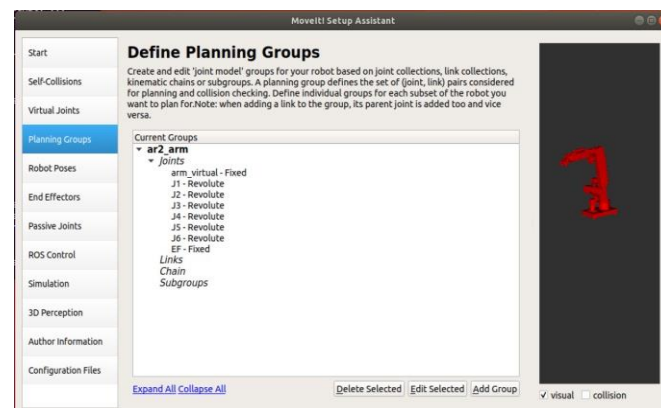 MoveIt! Setup Assistant
Start
Self-Collisions
Virtual Joints
Planning Groups
Robot Poses
End Effectors
Passive Joints
ROS Control
Simulation
3D Perception
Author Information
Configuration Files
Define Planning Groups
Create and edit 'joint model' groups for your robot based on joint collections, link collections,
kinematic chains or subgroups. A planning group defines the set of (joint, link) pairs considered
for planning and collision checking. Define individual groups for each subset of the robot you
want to plan for.Note: when adding a link to the group, its parent joint is added too and vice
versa.
Current Groups
ar2_arm
Joints
arm_virtual - Fixed
J1 - Revolute
J2 - Revolute
J3 - Revolute
J4 - Revolute
J5 - Revolute
J6 - Revolute
EF - Fixed
Links
Chain
Subgroups
Expand All Collapse All
Delete Selected
Edit Selected
Add Group
visual
collision